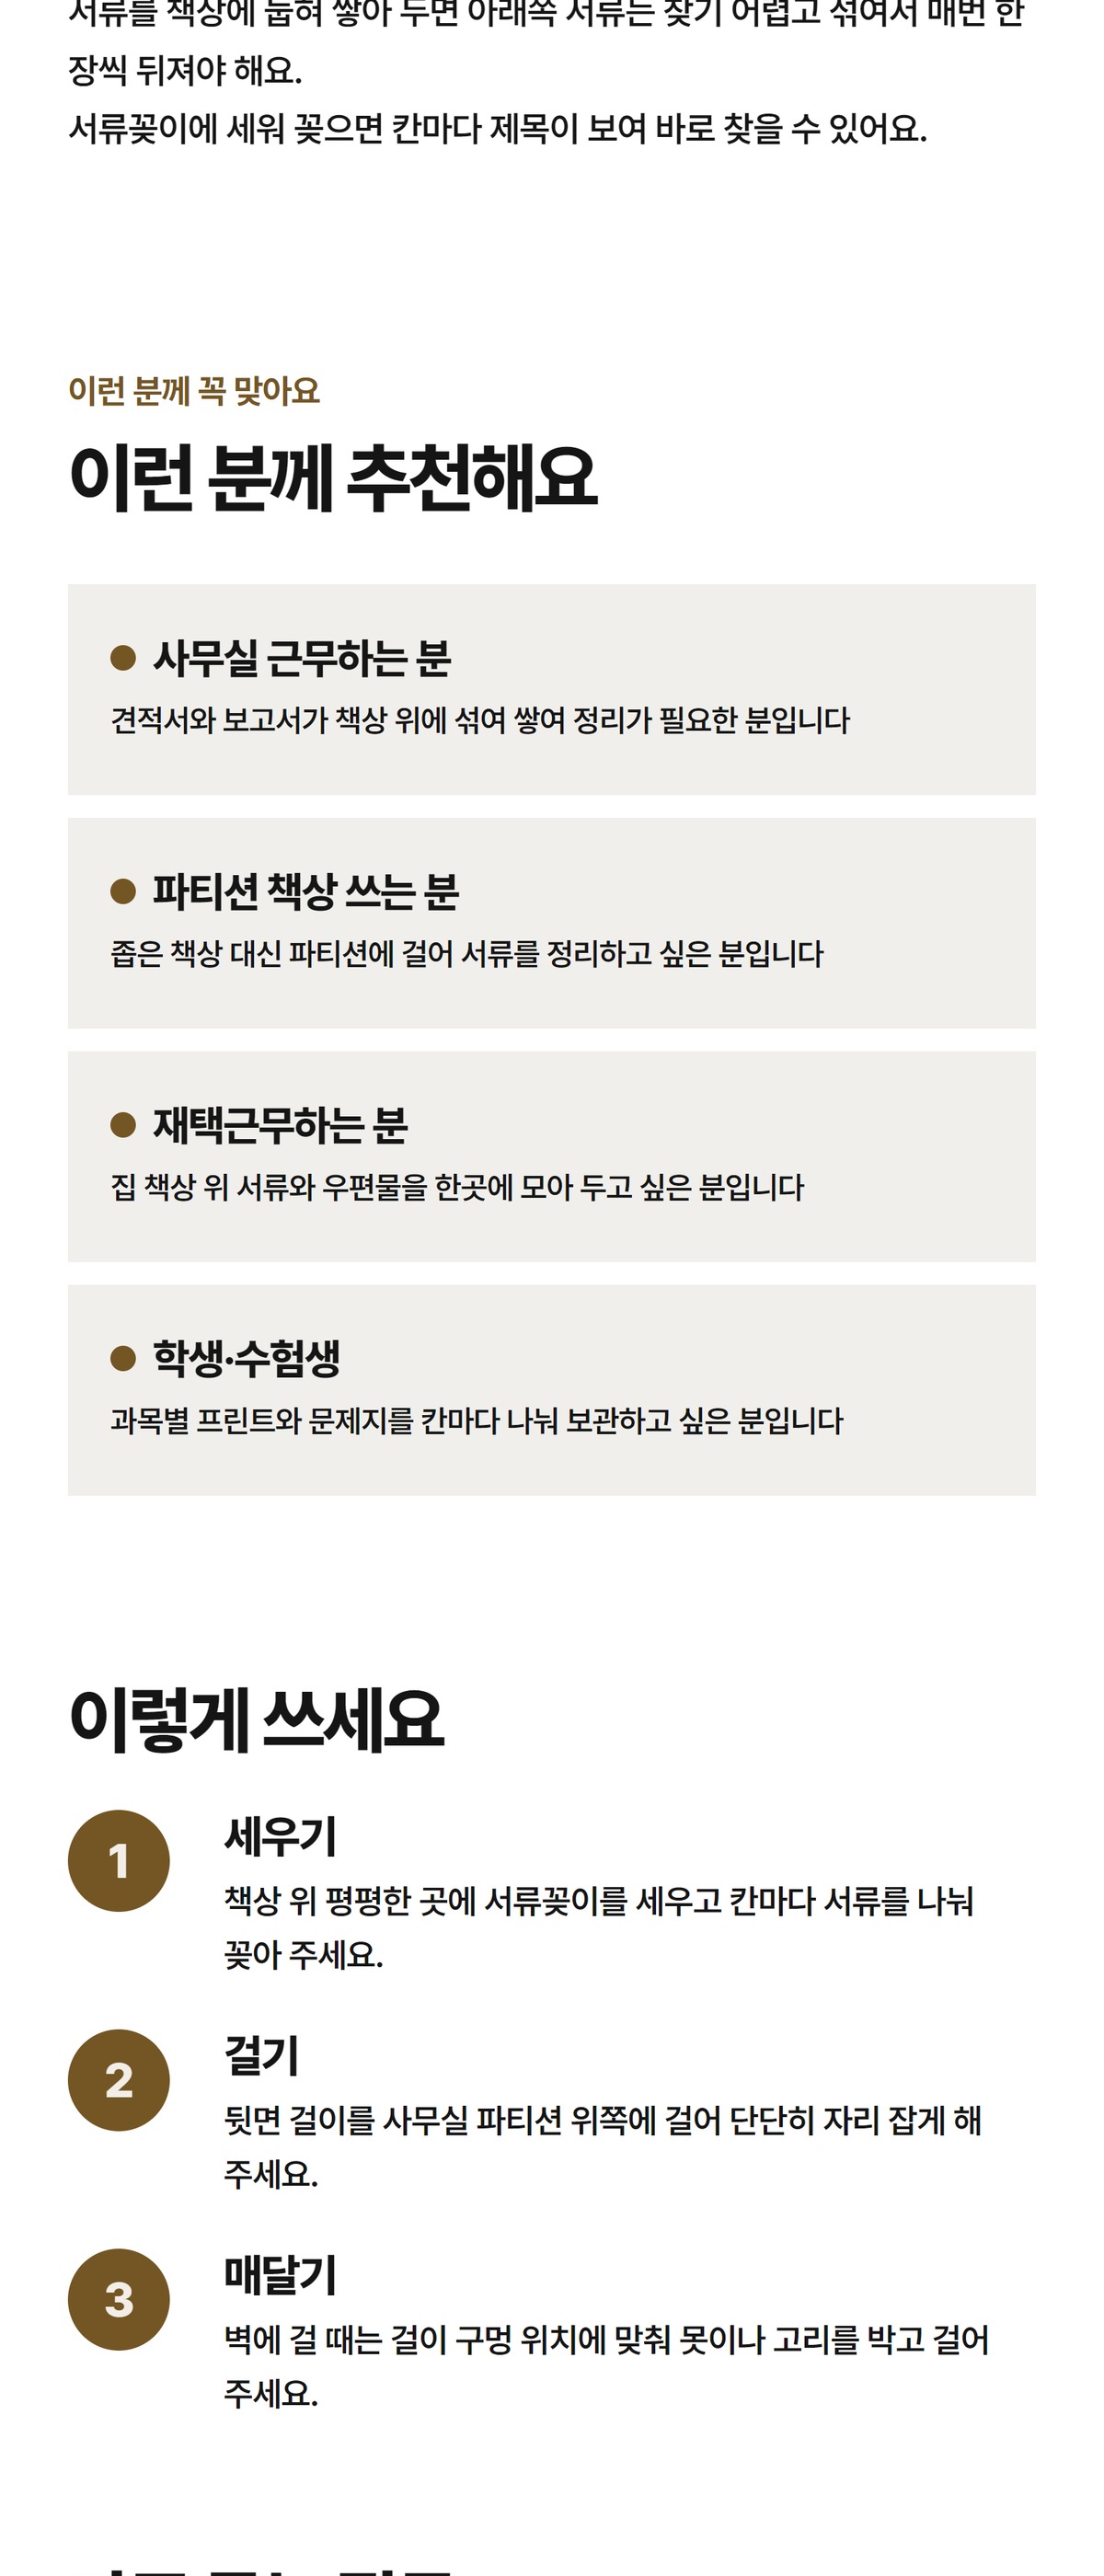 서류를 책상에 눕혀 쌓아 두면 아래쪽 서류는 찾기 어렵고 섞여서 매번 한
장씩 뒤져야 해요.
서류꽂이에 세워 꽂으면 칸마다 제목이 보여 바로 찾을 수 있어요.
이런 분께 꼭 맞아요
이런 분께 추천해요
사무실 근무하는 분
견적서와 보고서가 책상 위에 섞여 쌓여 정리가 필요한 분입니다
파티션 책상 쓰는 분
좁은 책상 대신 파티션에 걸어 서류를 정리하고 싶은 분입니다
재택근무하는 분
집 책상 위 서류와 우편물을 한곳에 모아 두고 싶은 분입니다
학생·수험생
과목별 프린트와 문제지를 칸마다 나눠 보관하고 싶은 분입니다
이렇게 쓰세요
1
세우기
책상 위 평평한 곳에 서류꽂이를 세우고 칸마다 서류를 나눠
꽂아 주세요.
2
걸기
뒷면 걸이를 사무실 파티션 위쪽에 걸어 단단히 자리 잡게 해
주세요.
3
매달기
벽에 걸 때는 걸이 구멍 위치에 맞춰 못이나 고리를 박고 걸어
주세요.